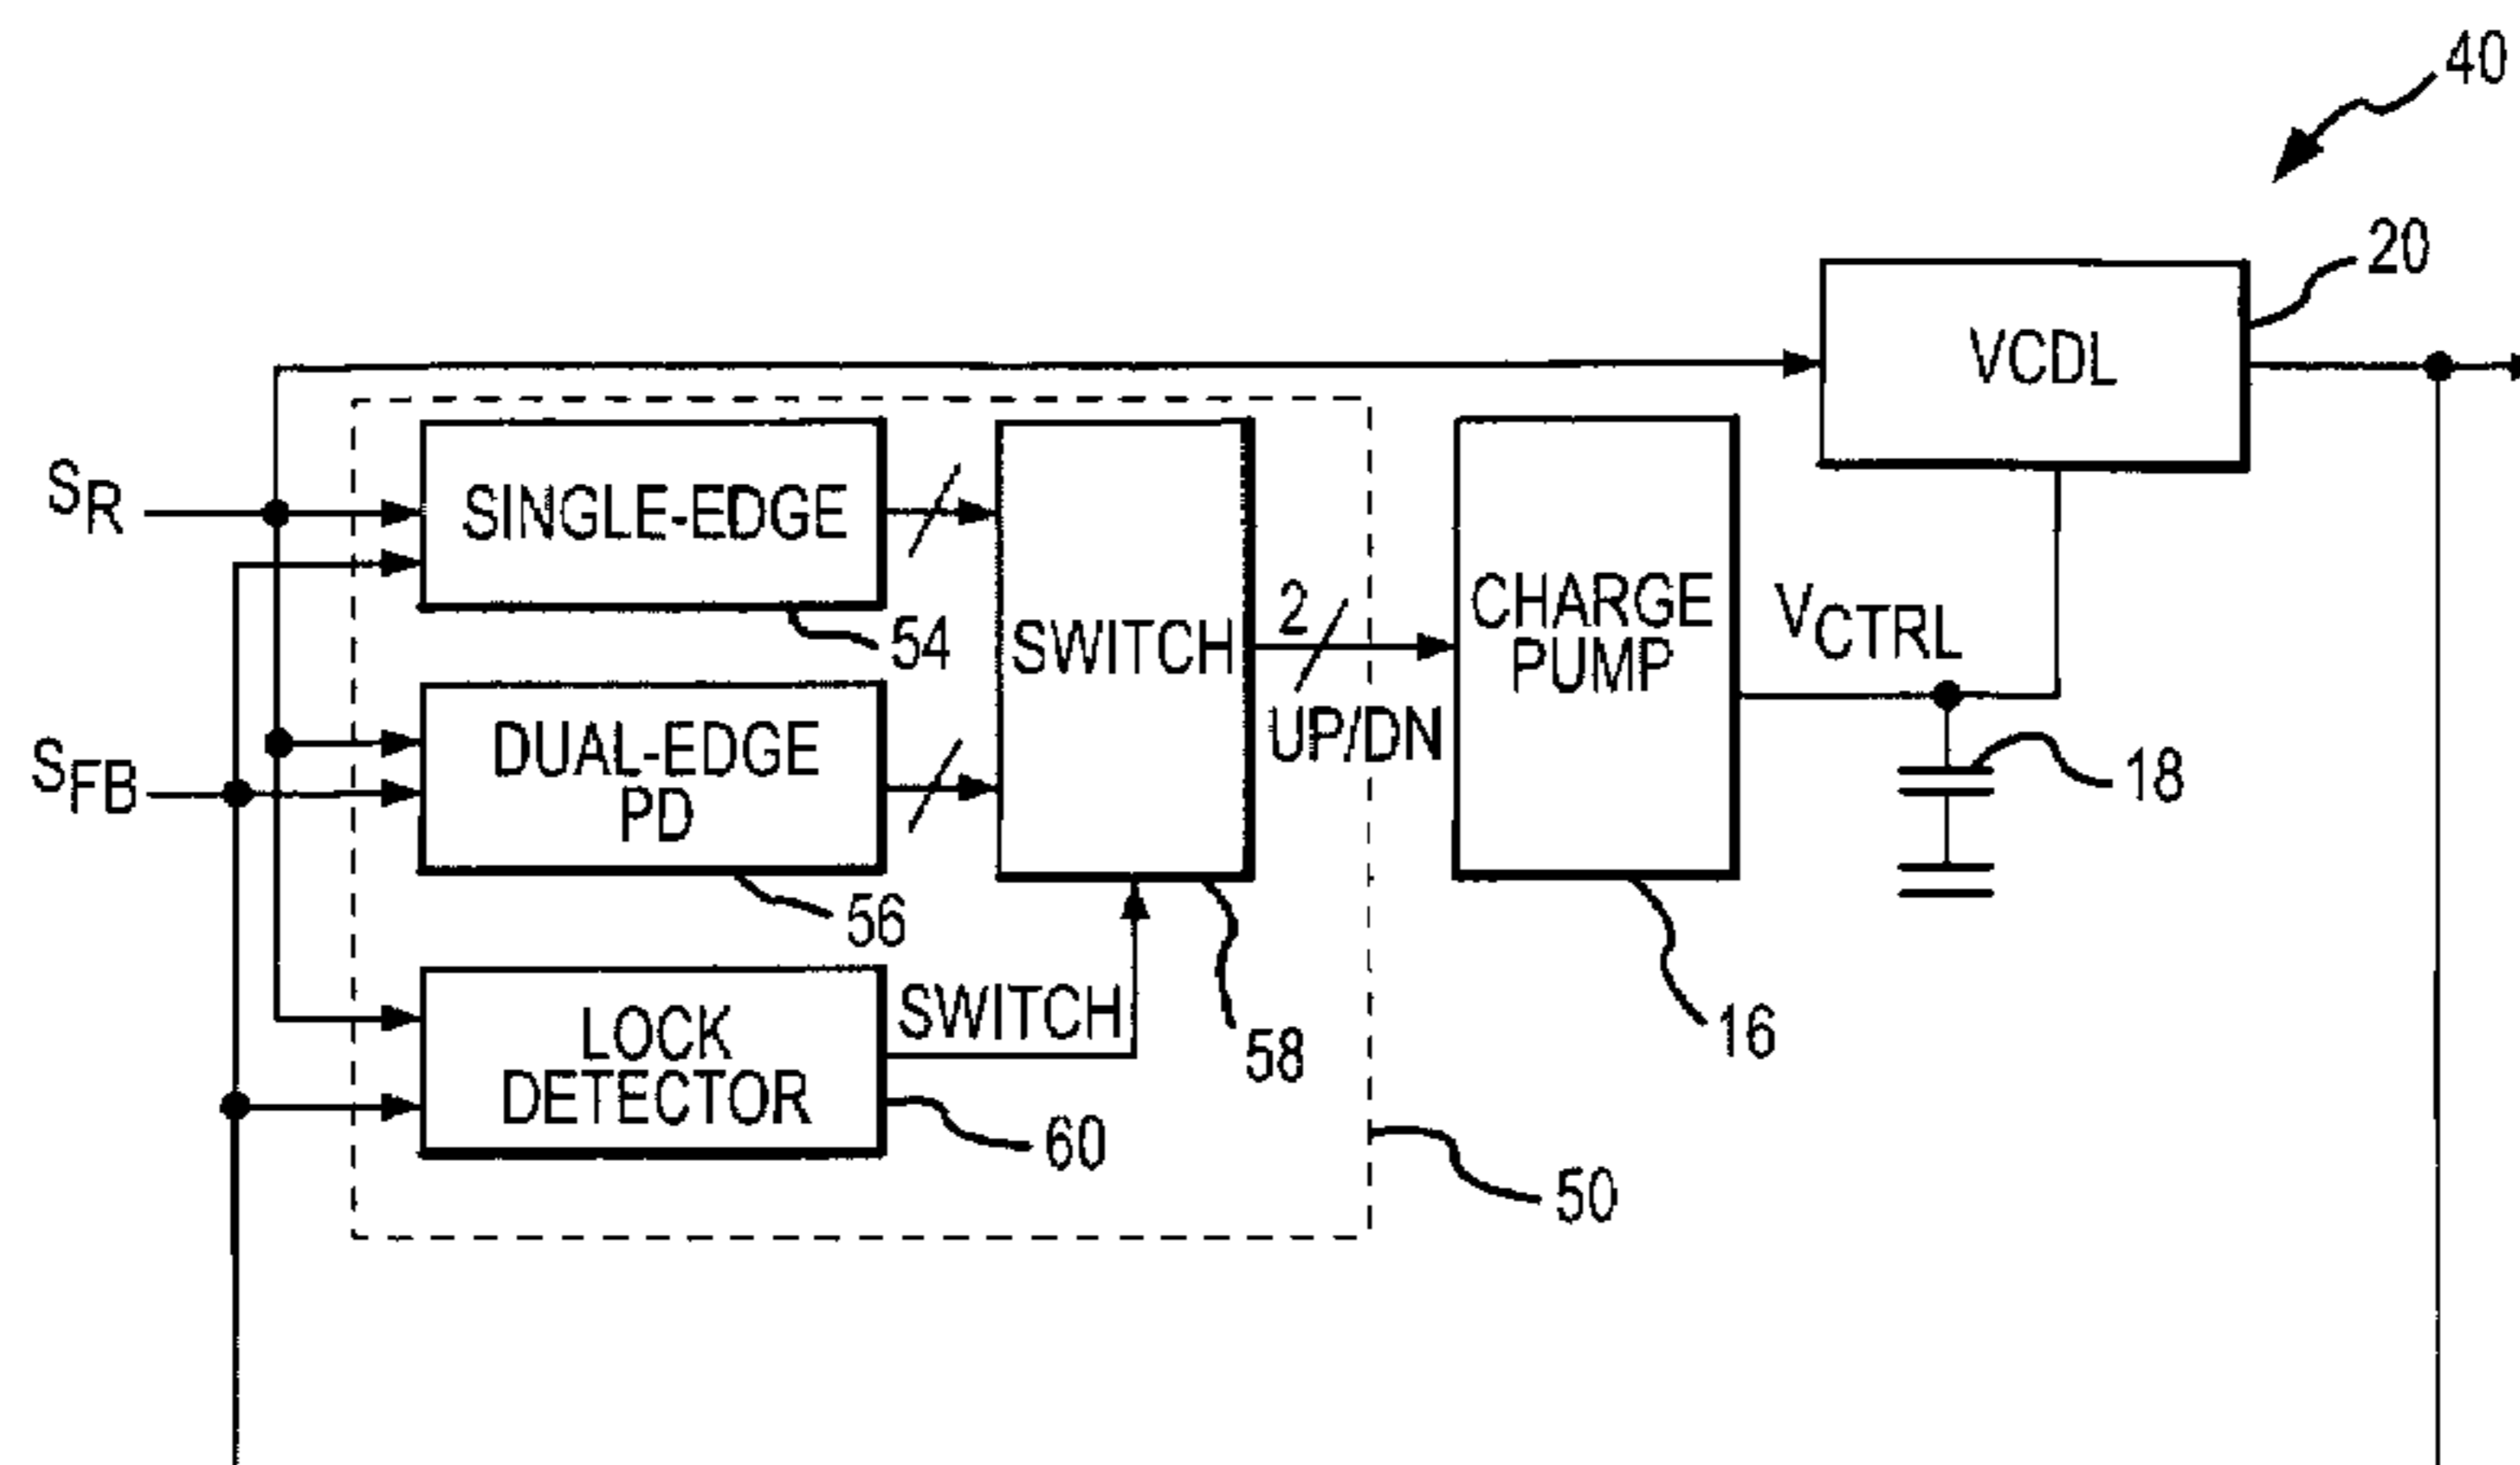 40
20
VCDL
SR
SINGLE-EDGE
54
SWITCH
2
UP/DN
CHARGE
PUMP
VCTRL
SFB
DUAL-EDGE
PD
56
18
LOCK
DETECTOR
SWITCH
58
60
16
50